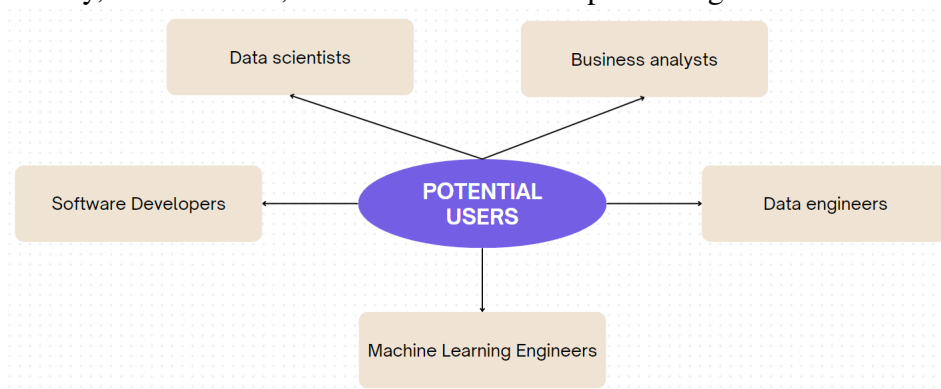 Data scientists
Business analysts
Software Developers
POTENTIAL
USERS
Data engineers
Machine Learning Engineers